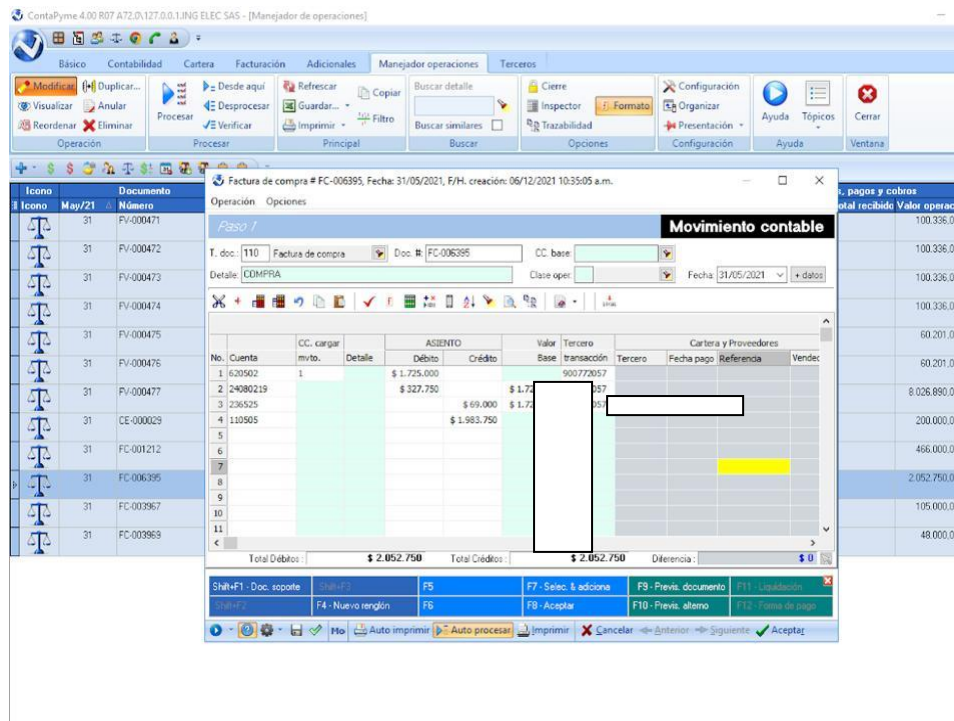 ContaPyme 4.00 R07 A72.0\127.0.0.1.ING ELEC SAS - [Manejador de operaciones]
Básico Contabilidad Cartera Facturación Adicionales Manejador operaciones Terceros
Modificar Duplicar... Desde aquí Refrescar Copiar Buscar detalle Cierre Configuración
Visualizar Anular Procesar Desprocesar Guardar... Filtro Inspector Formato Organizar Ayuda Tópicos Cerrar
Reordenar Eliminar Verificar Imprimir Buscar similares Trazabilidad Presentación
Operación Procesar Principal Buscar Opciones Configuración Ayuda Ventana
Icono Documento s, pagos y cobros
Icono May/21 Número otal recibido Valor operac
31 FV-000471 100.336,0
31 FV-000472 100.336,0
31 FV-000473 100.336,0
31 FV-000474 100.336,0
31 FV-000475 60.201,0
31 FV-000476 60.201,0
31 FV-000477 8.026.890,0
31 CE-000029 200.000,0
31 FC-001212 466.000,0
31 FC-006395 2.052.750,0
31 FC-003967 105.000,0
31 FC-003969 48.000,0
Factura de compra # FC-006395, Fecha: 31/05/2021, F/H. creación: 06/12/2021 10:35:05 a.m.
Operación Opciones
Paso 1 Movimiento contable
T. doc.: 110 Factura de compra Doc. #: FC-006395 CC. base:
Detalle: COMPRA Clase oper: Fecha: 31/05/2021 + datos
CC. cargar ASIENTO Valor Tercero Cartera y Proveedores
No. Cuenta mvto. Detalle Débito Crédito Base transacción Tercero Fecha pago Referencia Vended
1 620502 1 $ 1.725.000 900772057
2 24080219 $ 327.750 $ 1.72 057
3 236525 $ 69.000 $ 1.72 057
4 110505 $ 1.983.750
5
6
7
8
9
10
11
Total Débitos : $ 2.052.750 Total Créditos : $ 2.052.750 Diferencia : $ 0
Shift+F1 - Doc. soporte Shift+F3 F5 F7 - Selec. & adiciona F9 - Previs. documento F11 - Liquidación
Shift+F2 F4 - Nuevo renglón F6 F8 - Aceptar F10 - Previs. alterno F12 - Forma de pago
Mo Auto imprimir Auto procesar Imprimir Cancelar Anterior Siguiente Aceptar